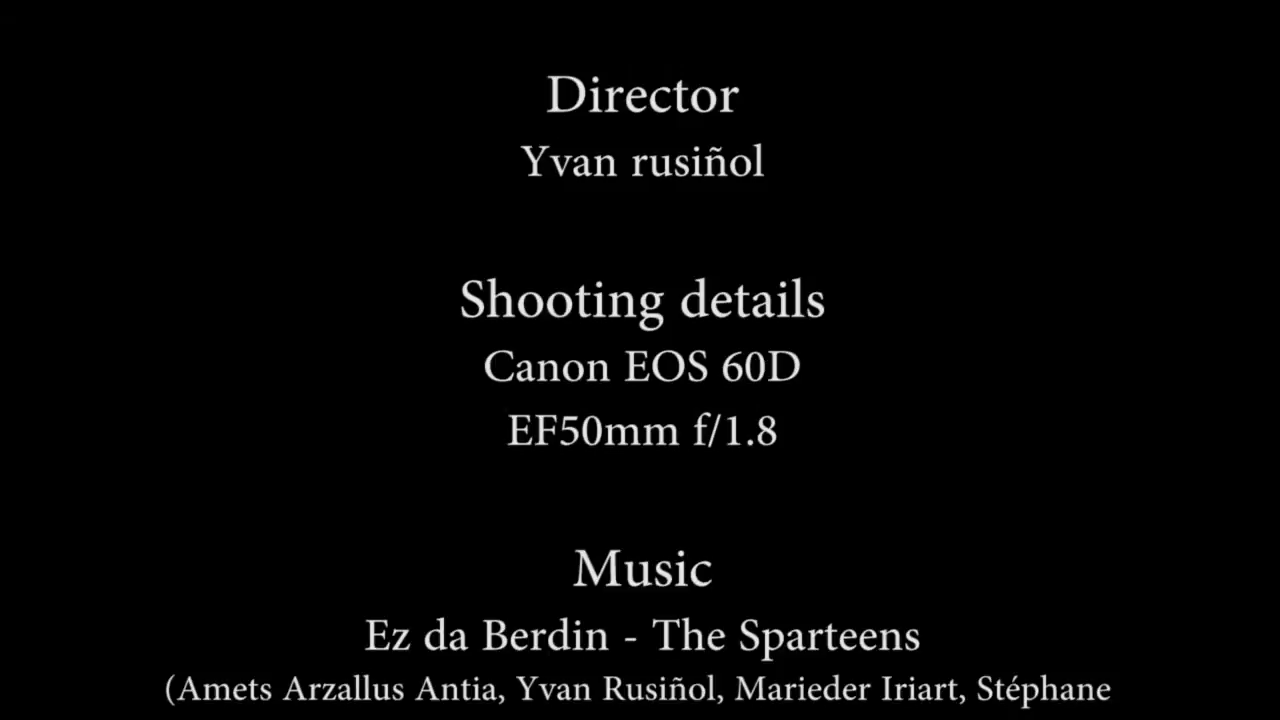 Director
Yvan rusiñol
Shooting details
Canon EOS 60D
EF50mm f/1.8
Music
Ez da Berdin - The Sparteens
(Amets Arzallus Antia, Yvan Rusiñol, Marieder Iriart, Stéphane